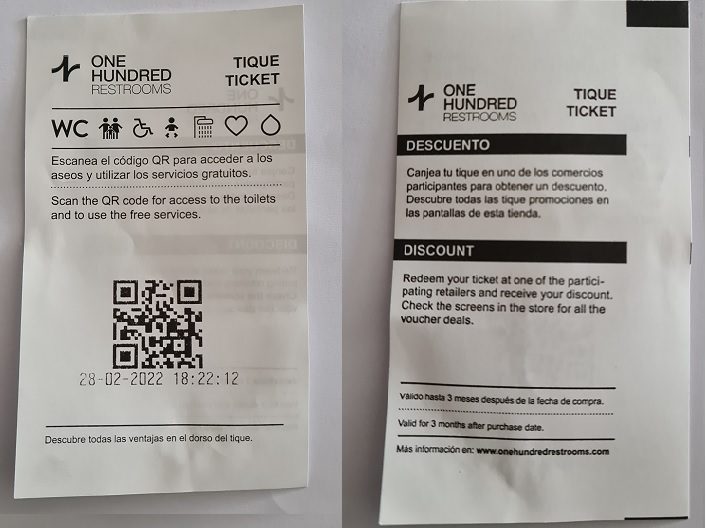 ONE
HUNDRED
RESTROOMS
TIQUE
TICKET
WC
Escanea el código QR para acceder a los
aseos y utilizar los servicios gratuitos.
Scan the QR code for access to the toilets
and to use the free services.
28-02-2022 18:22:12
Descubre todas las ventajas en el dorso del tique.
ONE
HUNDRED
RESTROOMS
TIQUE
TICKET
DESCUENTO
Canjea tu tique en uno de los comercios
participantes para obtener un descuento.
Descubre todas las tique promociones en
las pantallas de esta tienda.
DISCOUNT
Redeem your ticket at one of the partici-
pating retailers and receive your discount.
Check the screens in the store for all the
voucher deals.
Válido hasta 3 meses después de la fecha de compra.
Valid for 3 months after purchase date.
Más información en: www.onehundredrestrooms.com